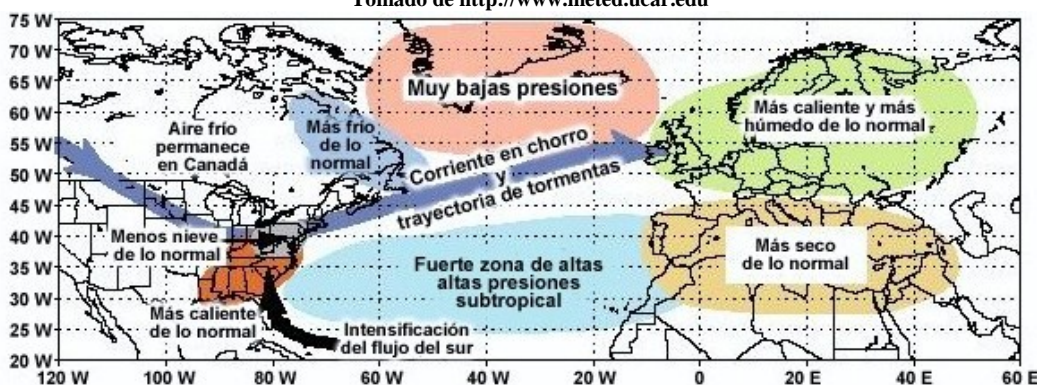 Tomado de http://www.meted.ucar.edu
75 W
70 W
65 W
60 W
55 W
50 W
45 W
40 W
35 W
30 W
25 W
20 W
Muy bajas presiones
Aire frío
permanece
en Canadá
Más frío
de lo
normal
Más caliente y más
húmedo de lo normal
Corriente en chorro
y
trayectoria de tormentas
Menos nieve
de lo normal
Más seco
de lo normal
Fuerte zona de altas
altas presiones
subtropical
Más caliente
de lo normal
Intensificación
del flujo del sur
120 W 100 W 80 W 60 W 40 W 20 W 0 W 20 E 40 E 60 E